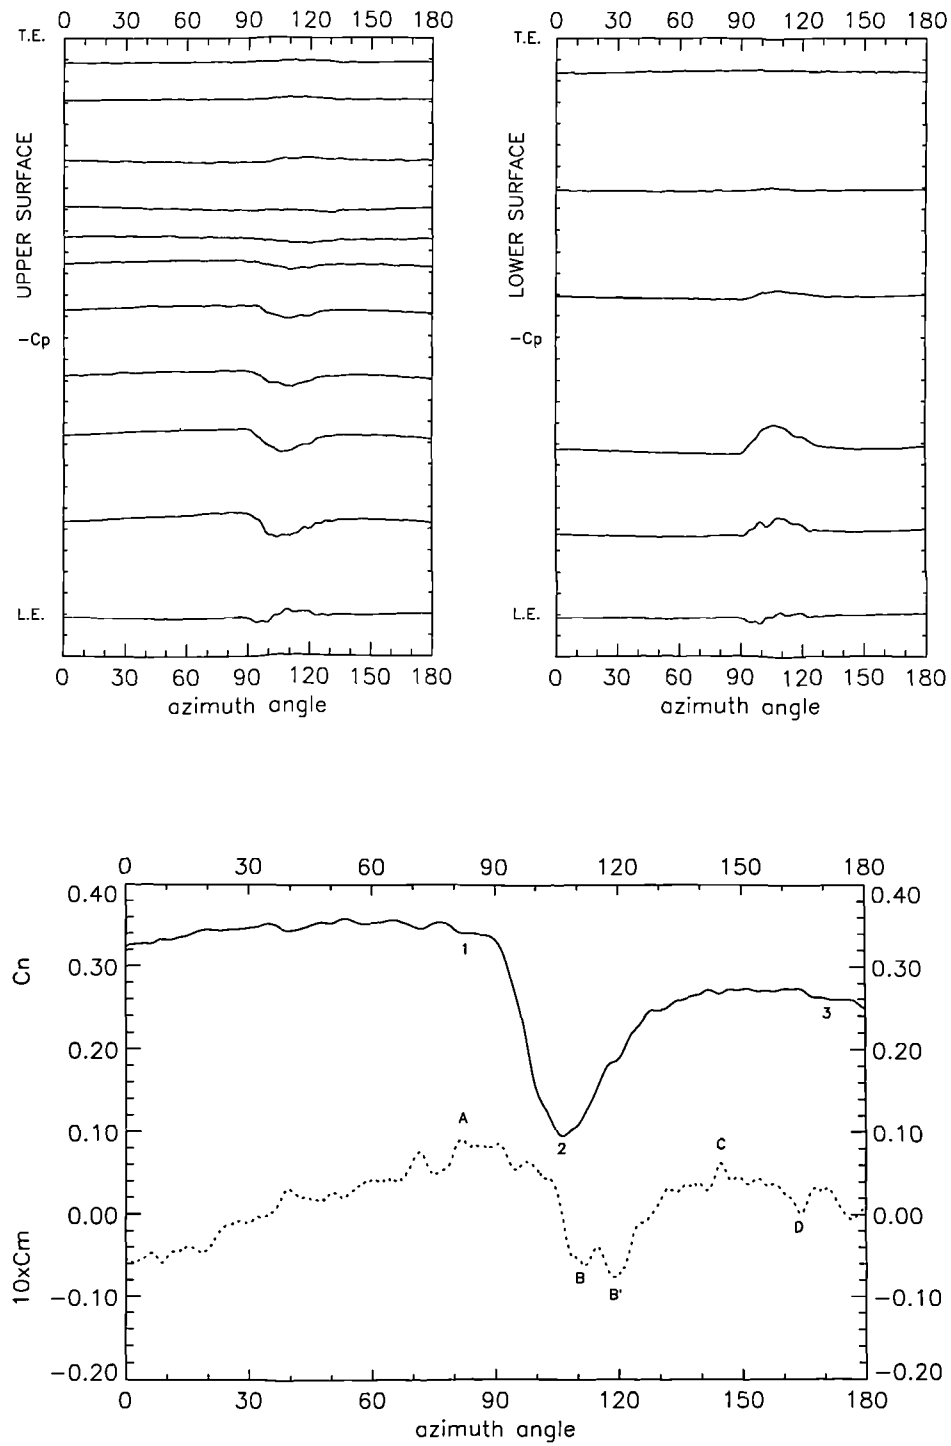 0 30 60 90 120 150 180
T.E.
UPPER SURFACE
-Cp
L.E.
0 30 60 90 120 150 180
azimuth angle
0 30 60 90 120 150 180
T.E.
LOWER SURFACE
-Cp
L.E.
0 30 60 90 120 150 180
azimuth angle
0 30 60 90 120 150 180
0.40 0.40
Cn
0.30 0.30
0.20 0.20
0.10 0.10
0.00 0.00
10xCm
-0.10 -0.10
-0.20 -0.20
1
2
3
A
B
B'
C
D
0 30 60 90 120 150 180
azimuth angle